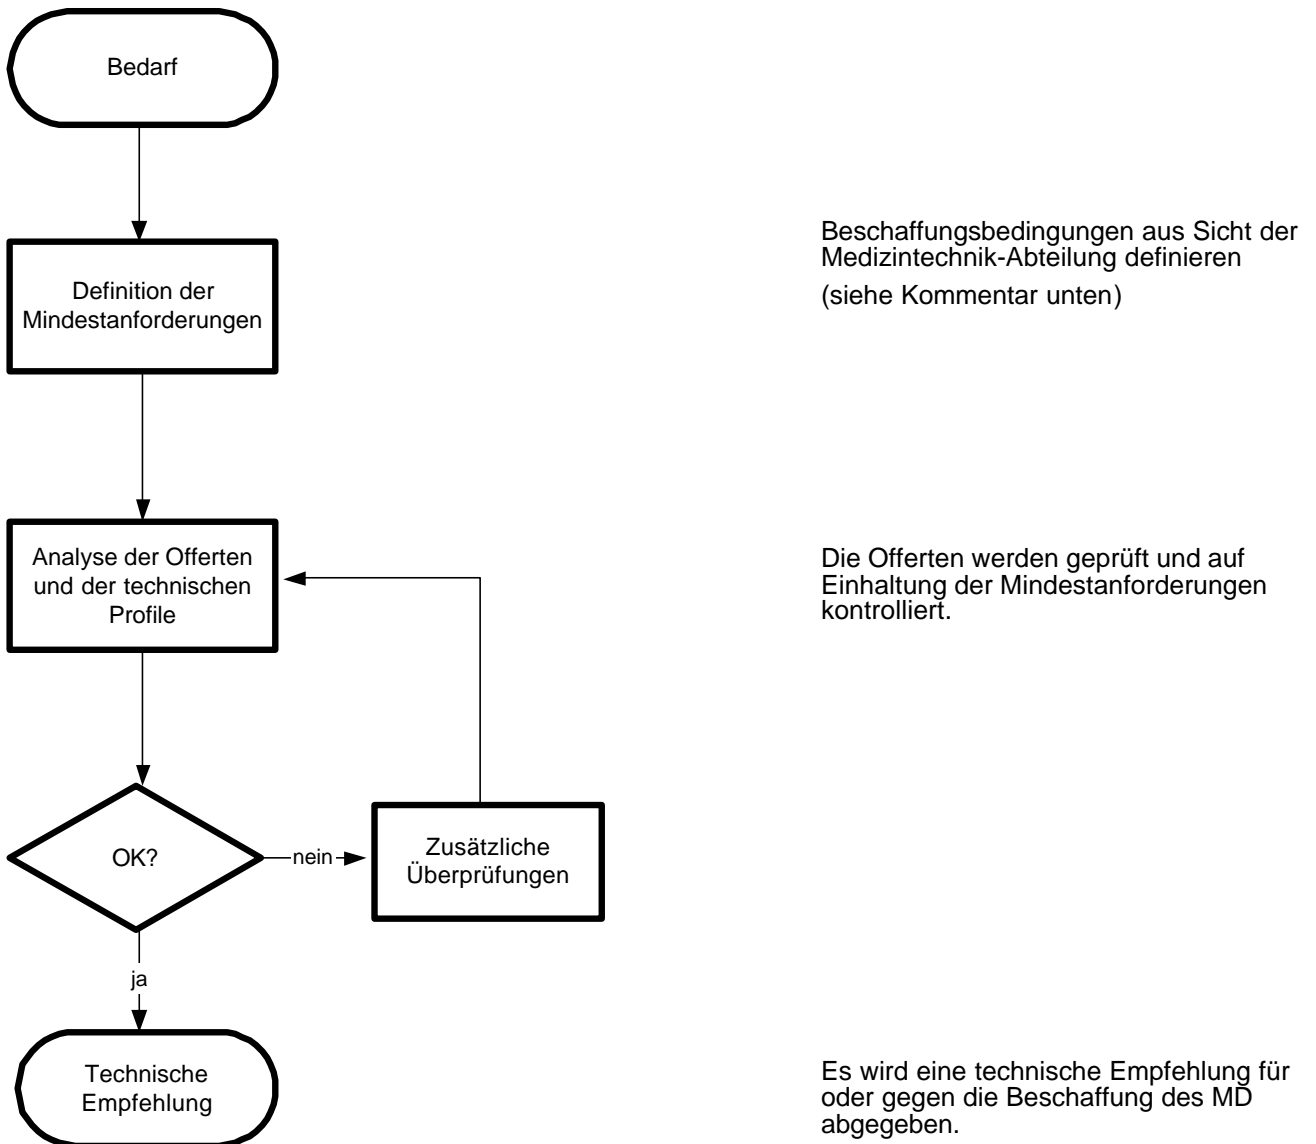 Bedarf
Beschaffungsbedingungen aus Sicht der
Medizintechnik-Abteilung definieren
(siehe Kommentar unten)
Definition der
Mindestanforderungen
Analyse der Offerten
und der technischen
Profile
Die Offerten werden geprüft und auf
Einhaltung der Mindestanforderungen
kontrolliert.
OK?
nein
Zusätzliche
Überprüfungen
ja
Technische
Empfehlung
Es wird eine technische Empfehlung für
oder gegen die Beschaffung des MD
abgegeben.